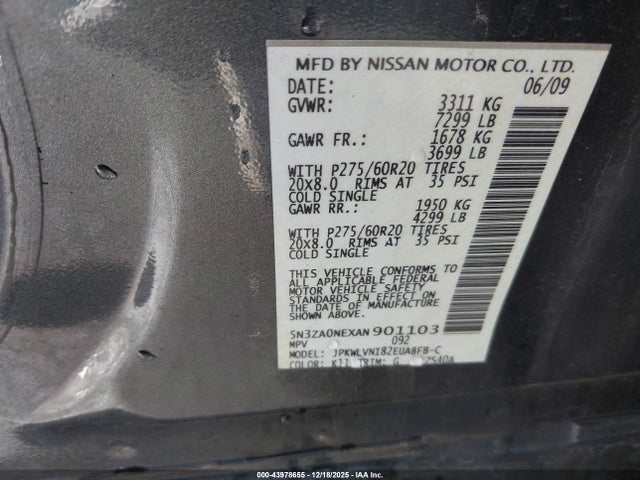 MFD BY NISSAN MOTOR CO., LTD.
DATE: 06/09
GVWR: 3311 KG
7299 LB
GAWR FR.: 1678 KG
3699 LB
WITH P275/60R20 TIRES
20X8.0 RIMS AT 35 PSI
COLD SINGLE
GAWR RR.: 1950 KG
4299 LB
WITH P275/60R20 TIRES
20X8.0 RIMS AT 35 PSI
COLD SINGLE
THIS VEHICLE CONFORMS TO
ALL APPLICABLE FEDERAL
MOTOR VEHICLE SAFETY
STANDARDS IN EFFECT ON
THE DATE OF MANUFACTURE
SHOWN ABOVE.
5N3ZA0NEXAN901103
MPV 092
MODEL: JPKWLVNI82EUA8FB-C
COLOR: K11 TRIM: G
00-43978655 - 12/18/2025 - IAA Inc.